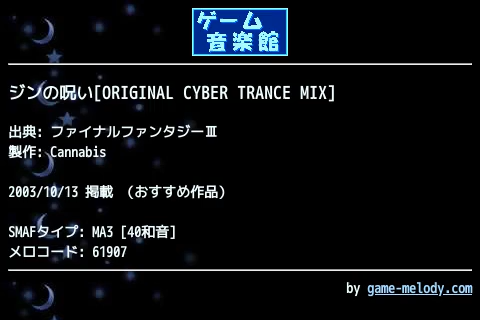 ゲーム
音楽館
ジンの呪い[ORIGINAL CYBER TRANCE MIX]
出典: ファイナルファンタジーⅢ
製作: Cannabis
2003/10/13 掲載 (おすすめ作品)
SMAFタイプ: MA3 [40和音]
メロコード: 61907
by game-melody.com